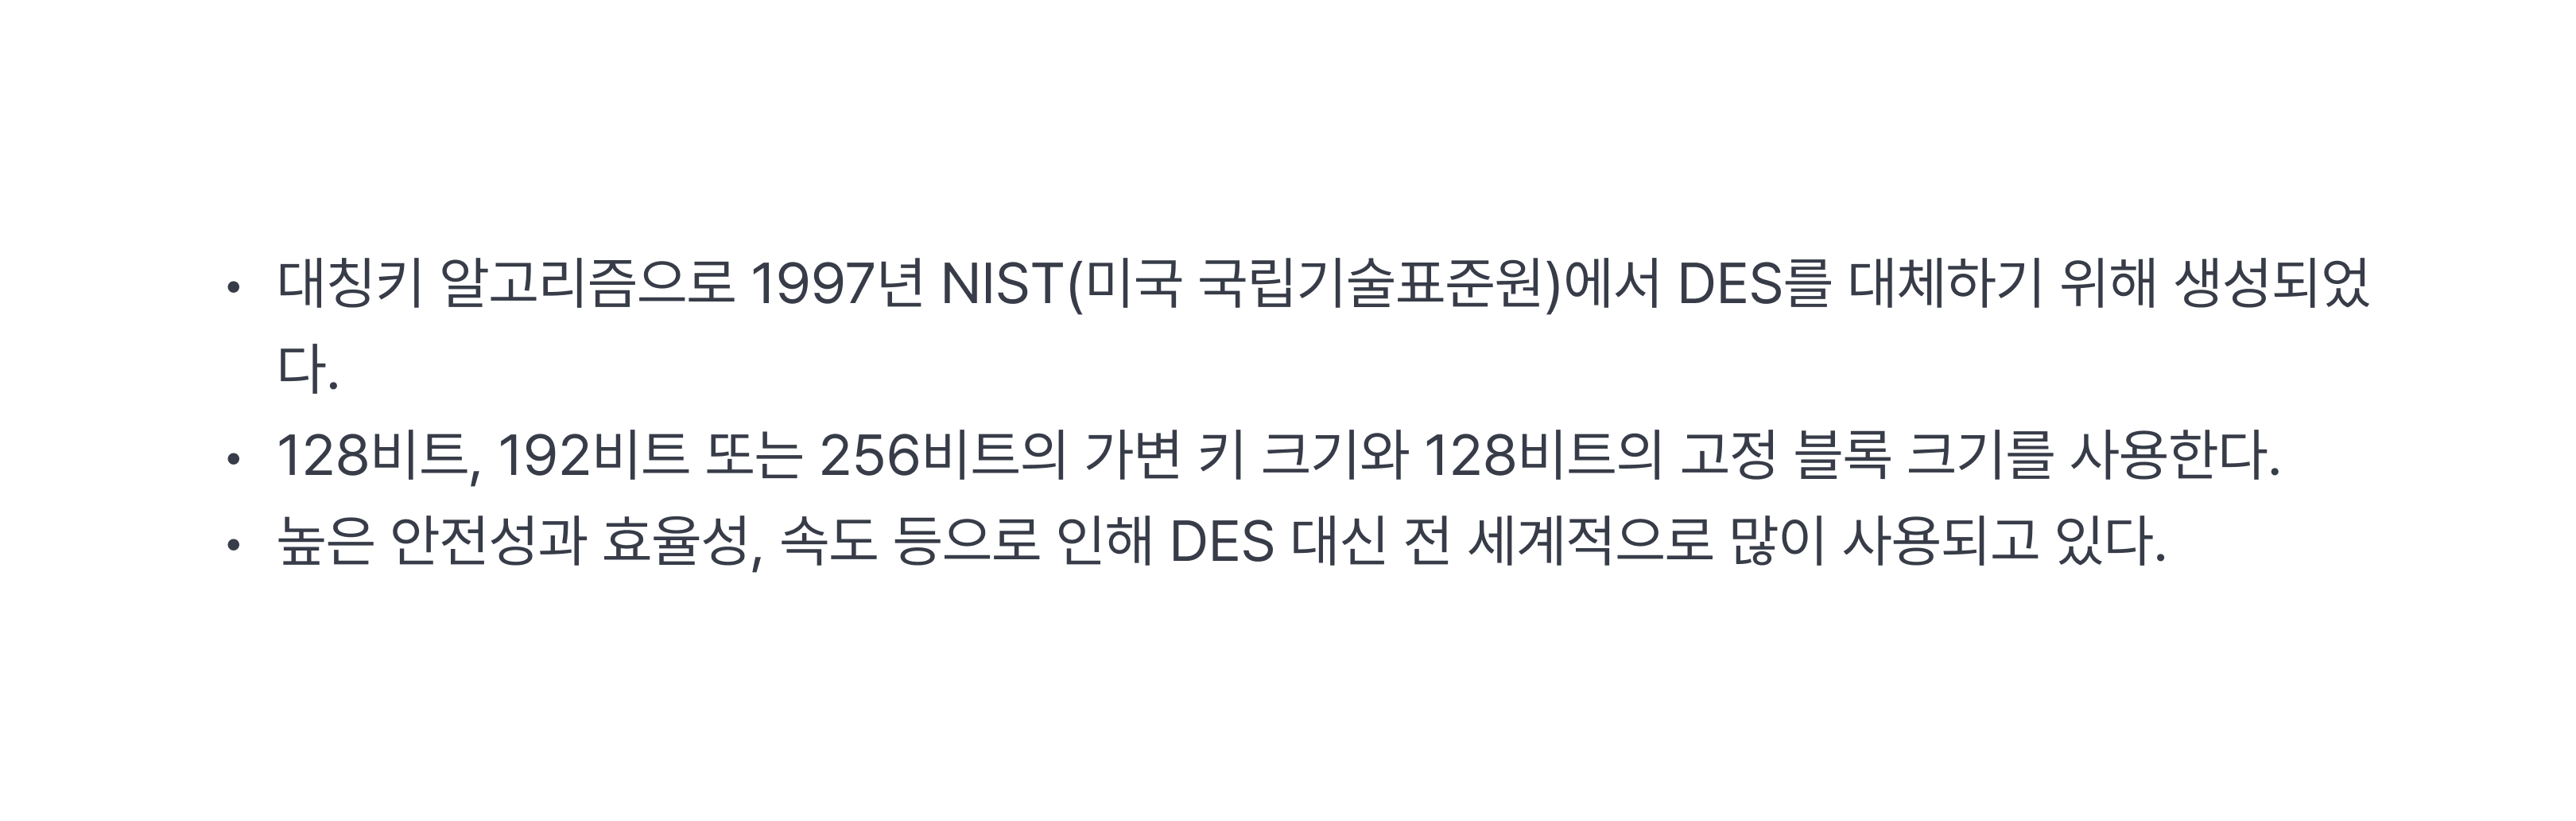 • 대칭키 알고리즘으로 1997년 NIST(미국 국립기술표준원)에서 DES를 대체하기 위해 생성되었
다.
• 128비트, 192비트 또는 256비트의 가변 키 크기와 128비트의 고정 블록 크기를 사용한다.
• 높은 안전성과 효율성, 속도 등으로 인해 DES 대신 전 세계적으로 많이 사용되고 있다.